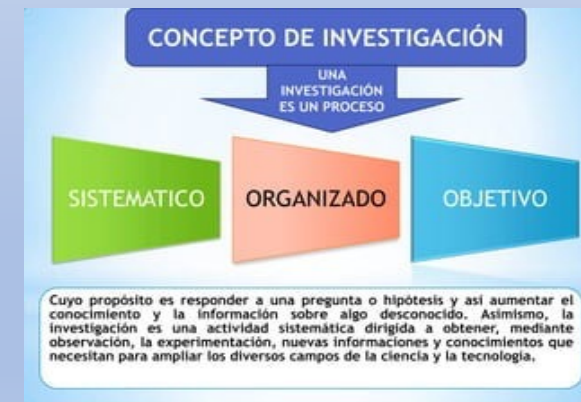 CONCEPTO DE INVESTIGACIÓN
UNA
INVESTIGACIÓN
ES UN PROCESO
SISTEMATICO
ORGANIZADO
OBJETIVO
Cuyo propósito es responder a una pregunta o hipótesis y asi aumentar el
conocimiento y la información sobre algo desconocido. Asimismo, la
investigación es una actividad sistemática dirigida a obtener, mediante
observación, la experimentación, nuevas informaciones y conocimientos que
necesitan para ampliar los diversos campos de la ciencia y la tecnología.